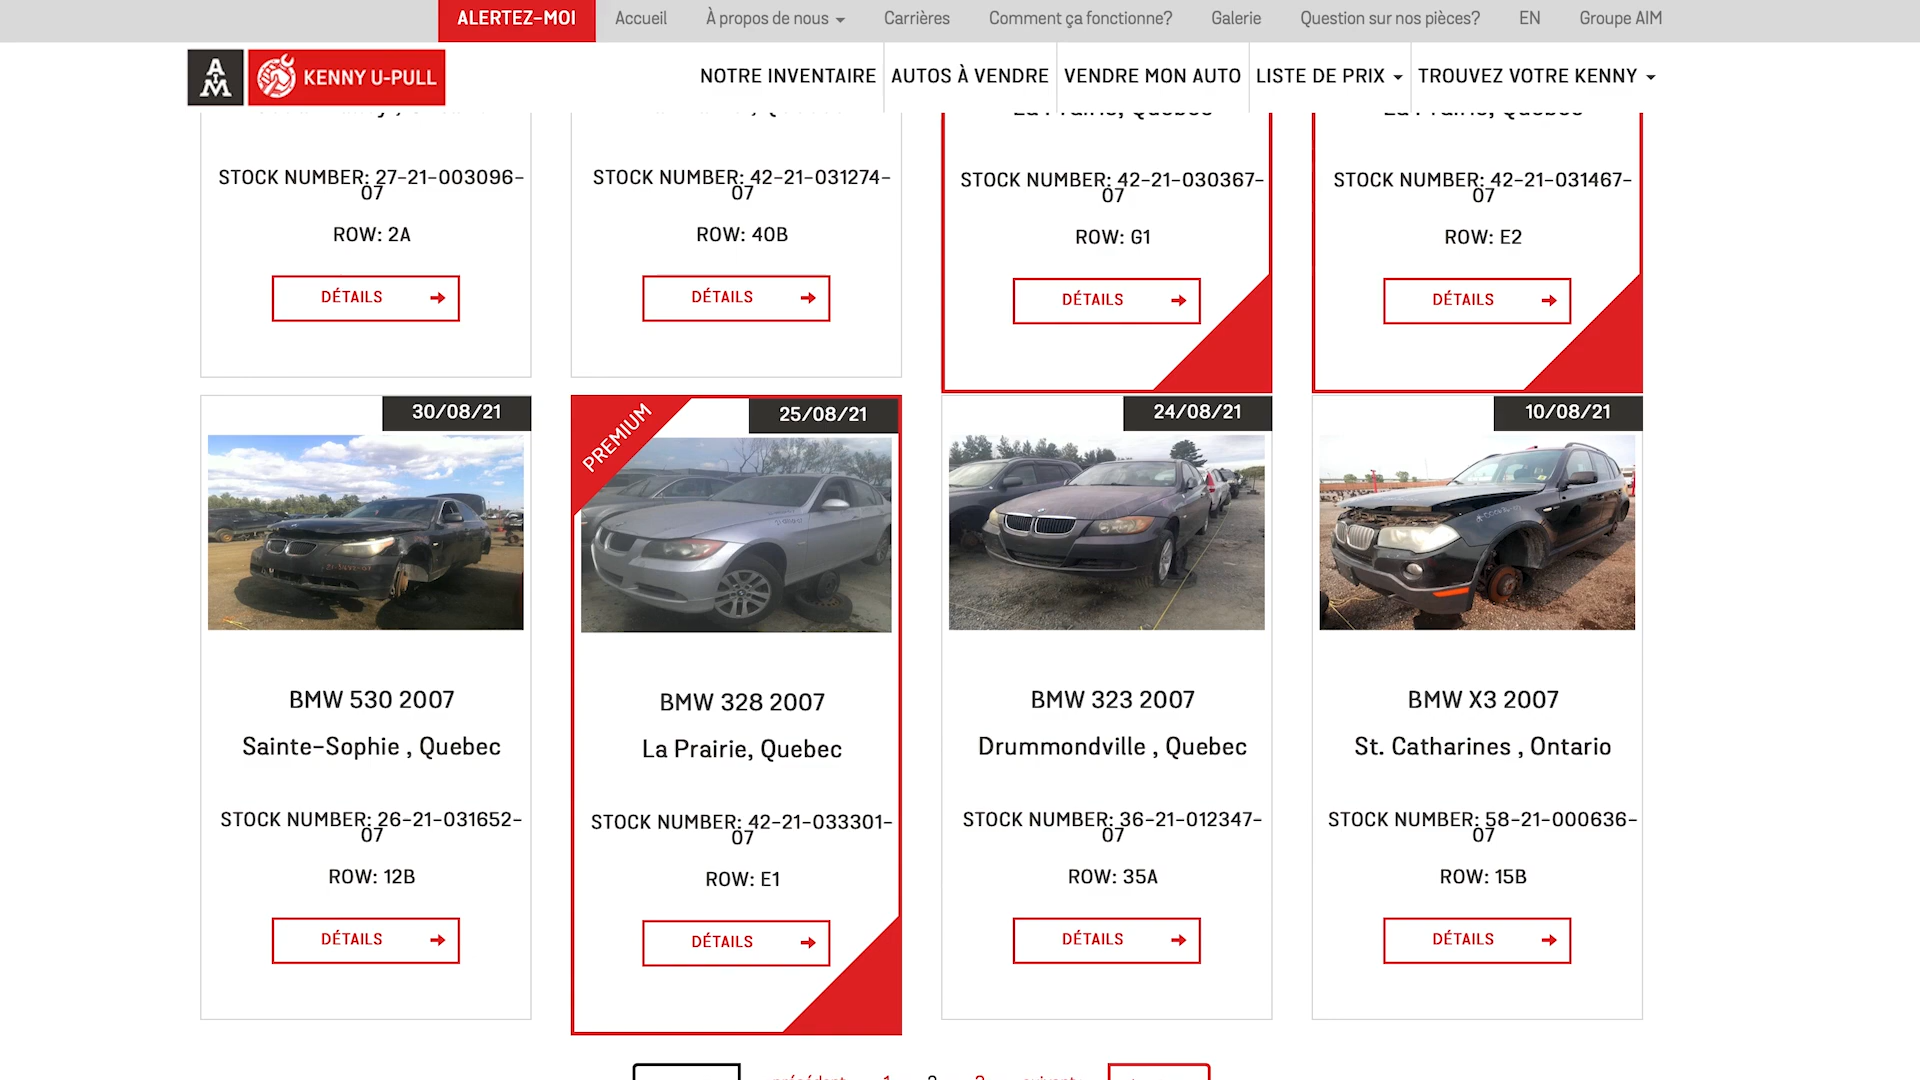 ALERTEZ-MOI Accueil À propos de nous Carrières Comment ça fonctionne? Galerie Question sur nos pièces? EN Groupe AIM
AIM KENNY U-PULL NOTRE INVENTAIRE AUTOS À VENDRE VENDRE MON AUTO LISTE DE PRIX TROUVEZ VOTRE KENNY
La Prairie, Quebec La Prairie, Quebec
STOCK NUMBER: 27-21-003096-
07
ROW: 2A
DÉTAILS
STOCK NUMBER: 42-21-031274-
07
ROW: 40B
DÉTAILS
STOCK NUMBER: 42-21-030367-
07
ROW: G1
DÉTAILS
STOCK NUMBER: 42-21-031467-
07
ROW: E2
DÉTAILS
30/08/21
BMW 530 2007
Sainte-Sophie , Quebec
STOCK NUMBER: 26-21-031652-
07
ROW: 12B
DÉTAILS
PREMIUM
25/08/21
BMW 328 2007
La Prairie, Quebec
STOCK NUMBER: 42-21-033301-
07
ROW: E1
DÉTAILS
24/08/21
BMW 323 2007
Drummondville , Quebec
STOCK NUMBER: 36-21-012347-
07
ROW: 35A
DÉTAILS
10/08/21
BMW X3 2007
St. Catharines , Ontario
STOCK NUMBER: 58-21-000636-
07
ROW: 15B
DÉTAILS